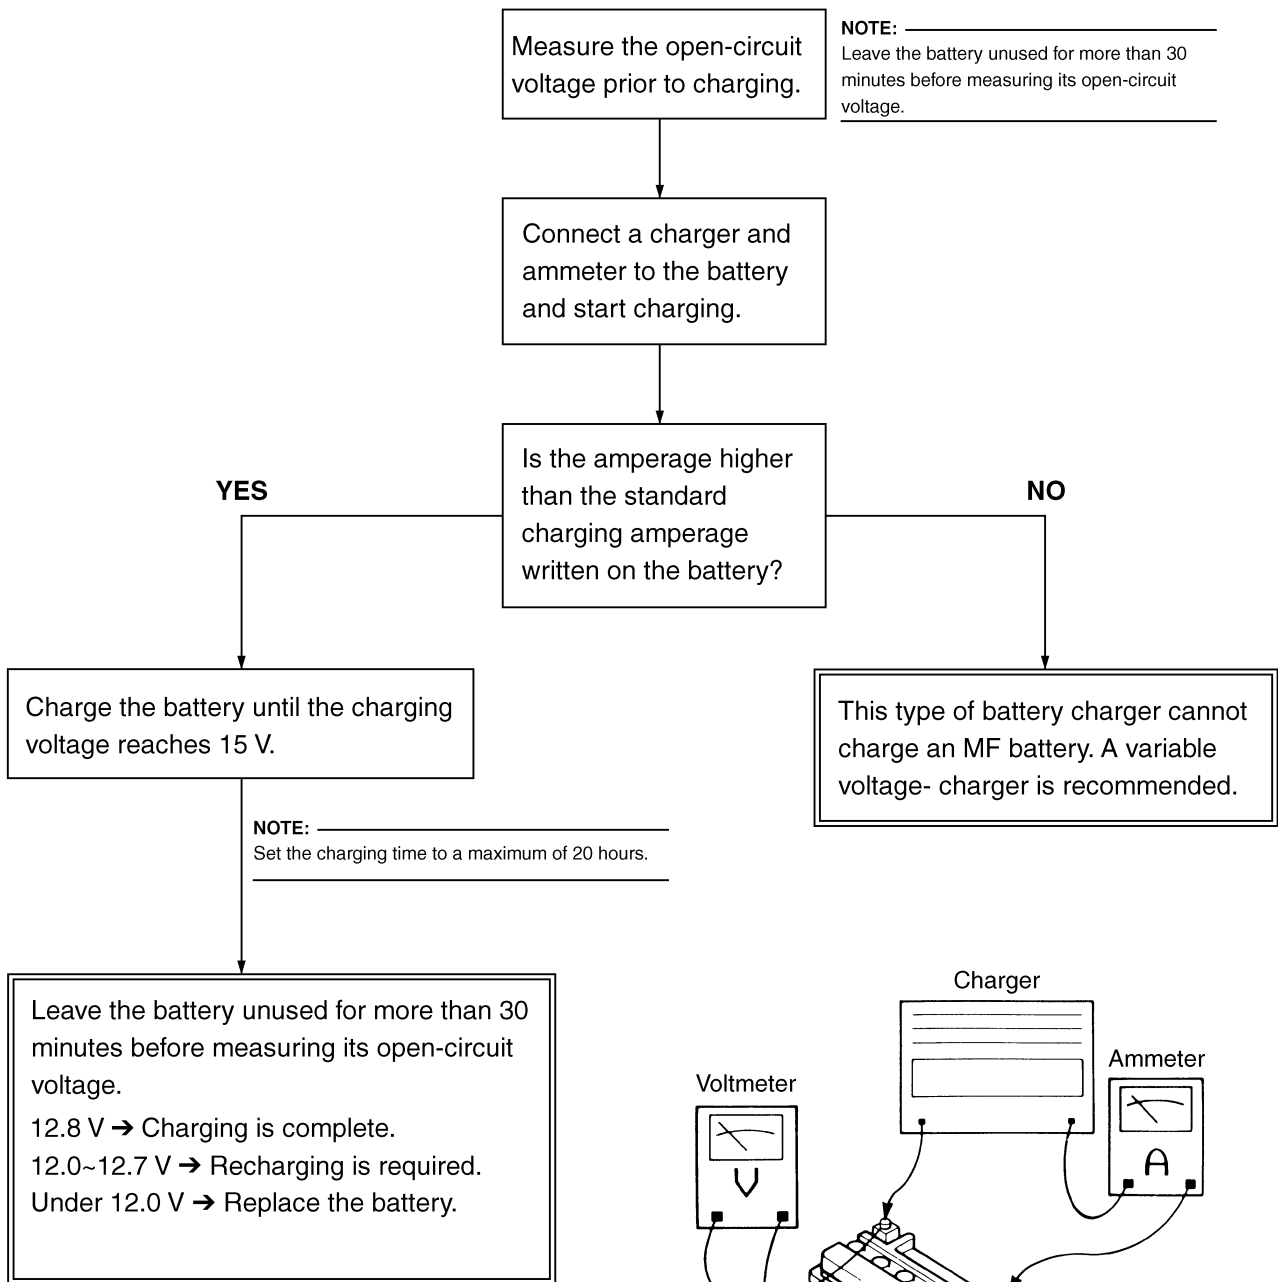 Measure the open-circuit
voltage prior to charging.
NOTE:
Leave the battery unused for more than 30
minutes before measuring its open-circuit
voltage.
Connect a charger and
ammeter to the battery
and start charging.
Is the amperage higher
than the standard
charging amperage
written on the battery?
YES
NO
Charge the battery until the charging
voltage reaches 15 V.
This type of battery charger cannot
charge an MF battery. A variable
voltage- charger is recommended.
NOTE:
Set the charging time to a maximum of 20 hours.
Leave the battery unused for more than 30
minutes before measuring its open-circuit
voltage.
12.8 V ➔ Charging is complete.
12.0~12.7 V ➔ Recharging is required.
Under 12.0 V ➔ Replace the battery.
Charger
Ammeter
Voltmeter
V
A